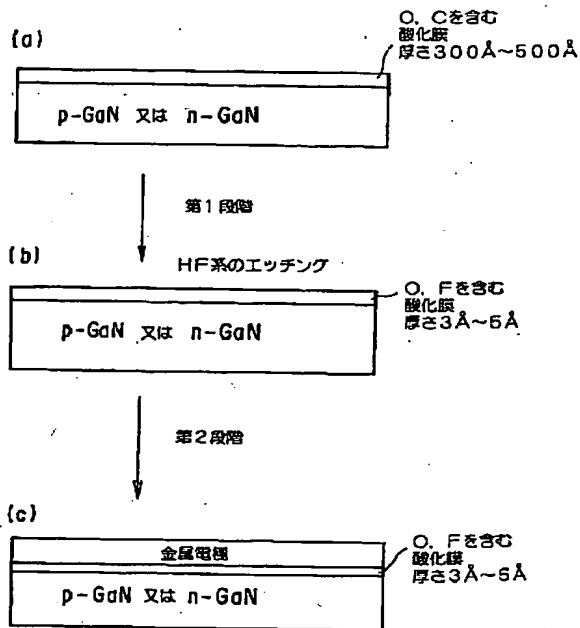 (a)
O, Cを含む
酸化膜
厚さ300Å~500Å
p-GaN 又は n-GaN
第1段階
(b)
HF系のエッチング
O, Fを含む
酸化膜
厚さ3Å~5Å
p-GaN 又は n-GaN
第2段階
(c)
金属電極
O, Fを含む
酸化膜
厚さ3Å~5Å
p-GaN 又は n-GaN